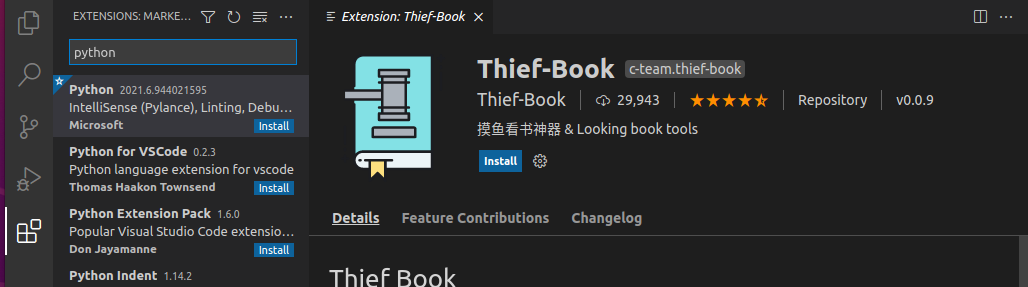 EXTENSIONS: MARKE...
python
Python 2021.6.944021595
IntelliSense (Pylance), Linting, Debu...
Microsoft Install
Python for VSCode 0.2.3
Python language extension for vscode
Thomas Haakon Townsend Install
Python Extension Pack 1.6.0
Popular Visual Studio Code extensio...
Don Jayamanne Install
Python Indent 1.14.2
Extension: Thief-Book
Thief-Book c-team.thief-book
Thief-Book 29,943 Repository v0.0.9
摸鱼看书神器 & Looking book tools
Install
Details Feature Contributions Changelog
Thief Book